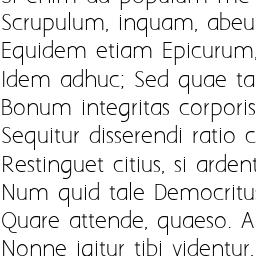 si enim ad populum me
Scrupulum, inquam, abeu
Equidem etiam Epicurum,
Idem adhuc; Sed quae ta
Bonum integritas corporis
Sequitur disserendi ratio c
Restinguet citius, si ardent
Num quid tale Democritus
Quare attende, quaeso. A
Nonne igitur tibi videntur,